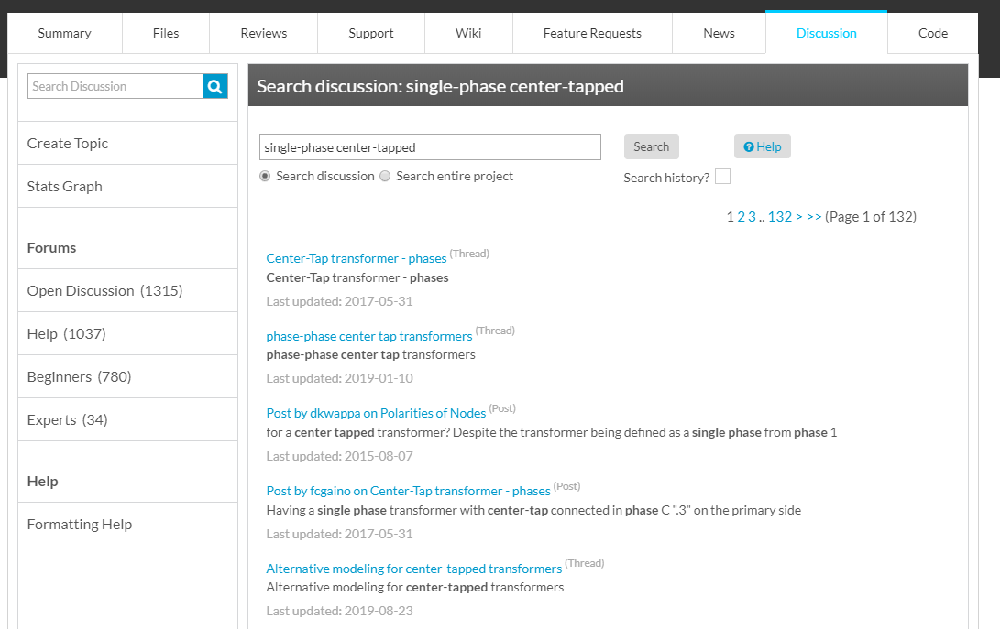 Summary Files Reviews Support Wiki Feature Requests News Discussion Code
Search Discussion
Create Topic
Stats Graph
Forums
Open Discussion (1315)
Help (1037)
Beginners (780)
Experts (34)
Help
Formatting Help
Search discussion: single-phase center-tapped
single-phase center-tapped Search Help
Search discussion Search entire project Search history?
1 2 3 .. 132 > >> (Page 1 of 132)
Center-Tap transformer - phases (Thread)
Center-Tap transformer - phases
Last updated: 2017-05-31
phase-phase center tap transformers (Thread)
phase-phase center tap transformers
Last updated: 2019-01-10
Post by dkwappa on Polarities of Nodes (Post)
for a center tapped transformer? Despite the transformer being defined as a single phase from phase 1
Last updated: 2015-08-07
Post by fcgaino on Center-Tap transformer - phases (Post)
Having a single phase transformer with center-tap connected in phase C ".3" on the primary side
Last updated: 2017-05-31
Alternative modeling for center-tapped transformers (Thread)
Alternative modeling for center-tapped transformers
Last updated: 2019-08-23